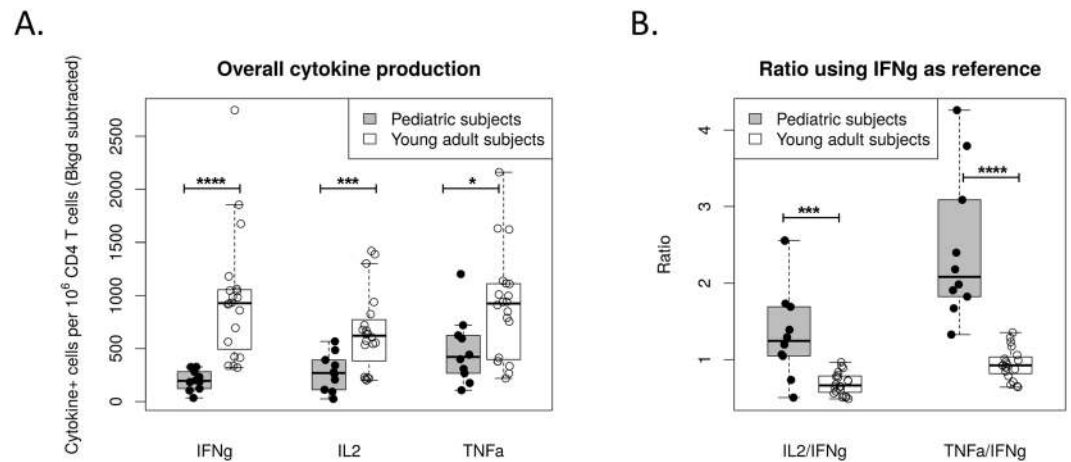 A.
Overall cytokine production
Cytokine+ cells per 10⁶ CD4 T cells (Bkgd subtracted)
2500
2000
1500
1000
500
0
Pediatric subjects
Young adult subjects
****
***
*
IFNg
IL2
TNFa
B.
Ratio using IFNg as reference
Ratio
4
3
2
1
Pediatric subjects
Young adult subjects
***
****
IL2/IFNg
TNFa/IFNg